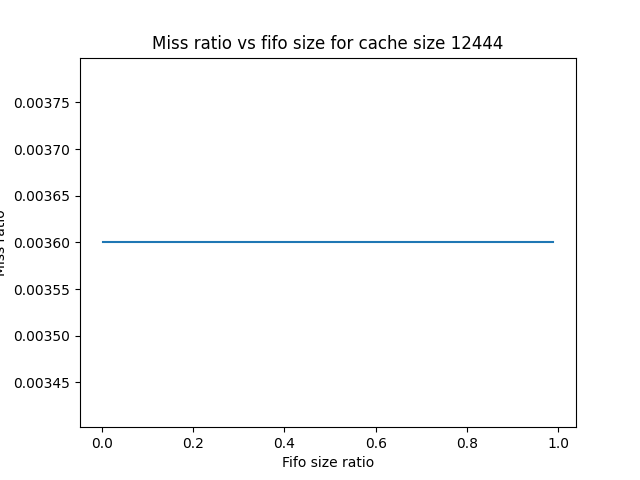 Miss ratio vs fifo size for cache size 12444
0.00375
0.00370
0.00365
0.00360
0.00355
0.00350
0.00345
Miss ratio
0.0 0.2 0.4 0.6 0.8 1.0
Fifo size ratio